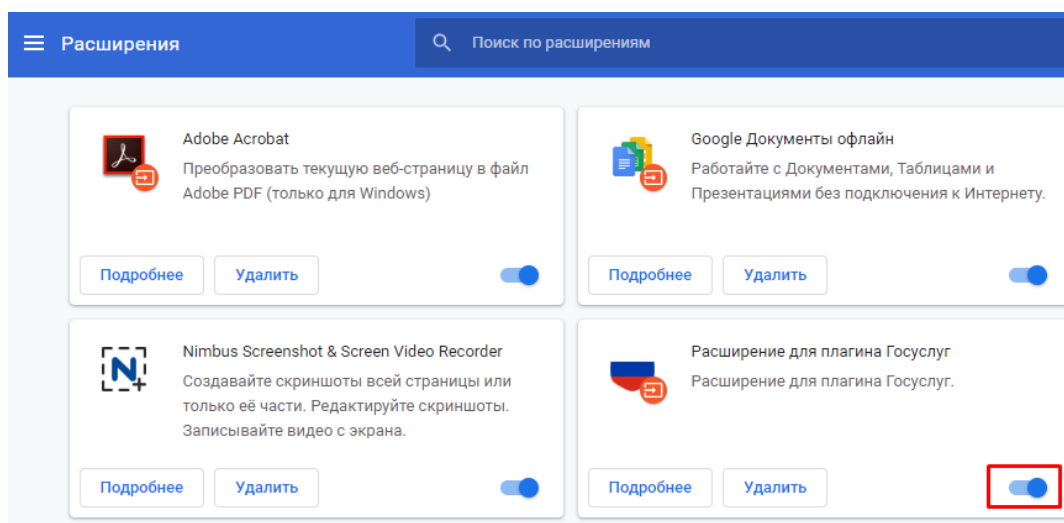 Расширения
Поиск по расширениям
Adobe Acrobat
Преобразовать текущую веб-страницу в файл
Adobe PDF (только для Windows)
Подробнее
Удалить
Google Документы офлайн
Работайте с Документами, Таблицами и
Презентациями без подключения к Интернету.
Подробнее
Удалить
Nimbus Screenshot & Screen Video Recorder
Создавайте скриншоты всей страницы или
только её части. Редактируйте скриншоты.
Записывайте видео с экрана.
Подробнее
Удалить
Расширение для плагина Госуслуг
Расширение для плагина Госуслуг.
Подробнее
Удалить